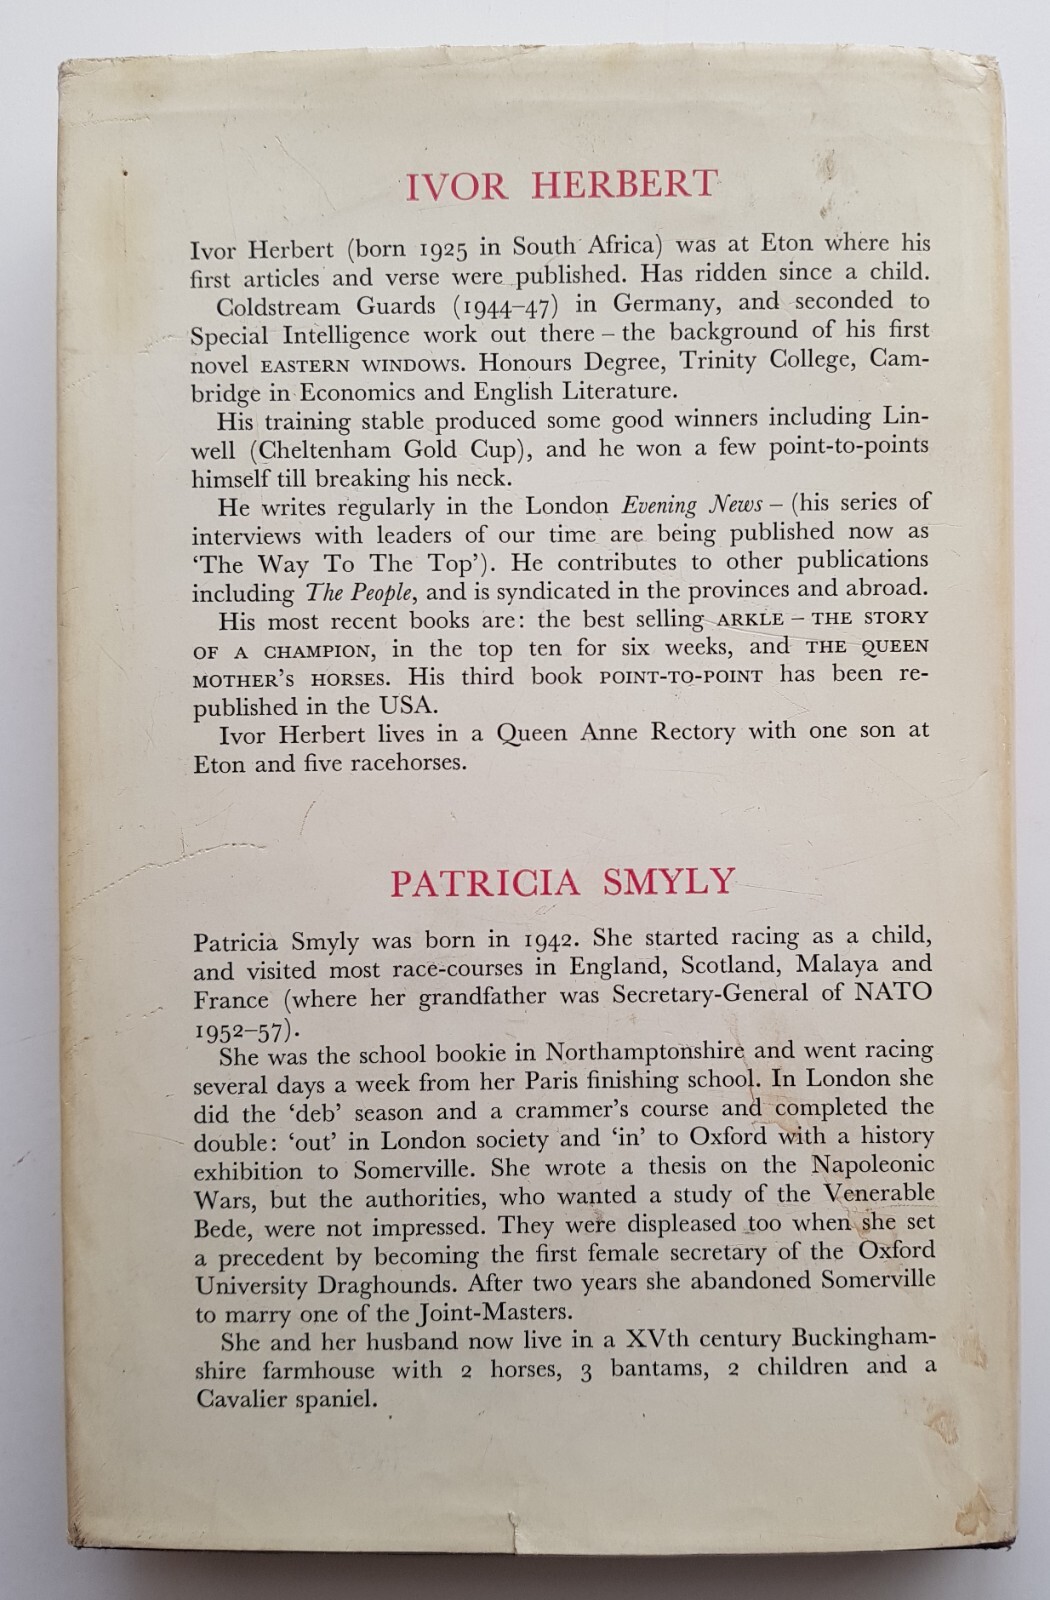 IVOR HERBERT
Ivor Herbert (born 1925 in South Africa) was at Eton where his
first articles and verse were published. Has ridden since a child.
Coldstream Guards (1944–47) in Germany, and seconded to
Special Intelligence work out there – the background of his first
novel EASTERN WINDOWS. Honours Degree, Trinity College, Cam-
bridge in Economics and English Literature.
His training stable produced some good winners including Lin-
well (Cheltenham Gold Cup), and he won a few point-to-points
himself till breaking his neck.
He writes regularly in the London Evening News – (his series of
interviews with leaders of our time are being published now as
‘The Way To The Top’). He contributes to other publications
including The People, and is syndicated in the provinces and abroad.
His most recent books are: the best selling ARKLE – THE STORY
OF A CHAMPION, in the top ten for six weeks, and THE QUEEN
MOTHER’S HORSES. His third book POINT-TO-POINT has been re-
published in the USA.
Ivor Herbert lives in a Queen Anne Rectory with one son at
Eton and five racehorses.
PATRICIA SMYLY
Patricia Smyly was born in 1942. She started racing as a child,
and visited most race-courses in England, Scotland, Malaya and
France (where her grandfather was Secretary-General of NATO
1952–57).
She was the school bookie in Northamptonshire and went racing
several days a week from her Paris finishing school. In London she
did the ‘deb’ season and a crammer’s course and completed the
double: ‘out’ in London society and ‘in’ to Oxford with a history
exhibition to Somerville. She wrote a thesis on the Napoleonic
Wars, but the authorities, who wanted a study of the Venerable
Bede, were not impressed. They were displeased too when she set
a precedent by becoming the first female secretary of the Oxford
University Draghounds. After two years she abandoned Somerville
to marry one of the Joint-Masters.
She and her husband now live in a XVth century Buckingham-
shire farmhouse with 2 horses, 3 bantams, 2 children and a
Cavalier spaniel.